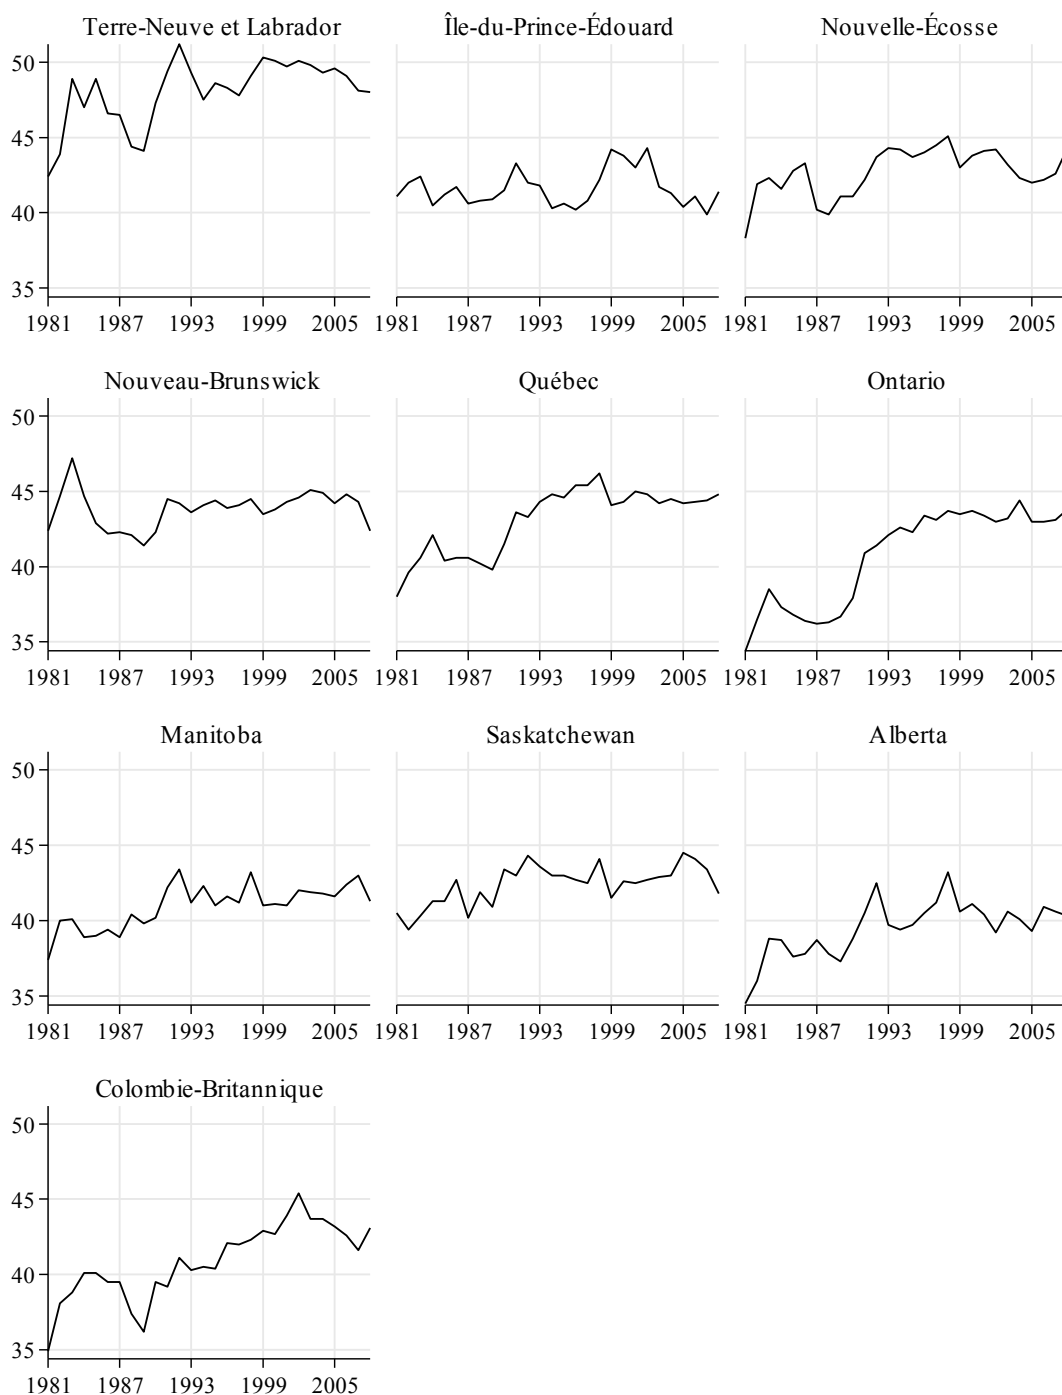 Terre-Neuve et Labrador
Île-du-Prince-Édouard
Nouvelle-Écosse
50
45
40
35
1981 1987 1993 1999 2005
1981 1987 1993 1999 2005
1981 1987 1993 1999 2005
Nouveau-Brunswick
Québec
Ontario
50
45
40
35
1981 1987 1993 1999 2005
1981 1987 1993 1999 2005
1981 1987 1993 1999 2005
Manitoba
Saskatchewan
Alberta
50
45
40
35
1981 1987 1993 1999 2005
1981 1987 1993 1999 2005
1981 1987 1993 1999 2005
Colombie-Britannique
50
45
40
35
1981 1987 1993 1999 2005